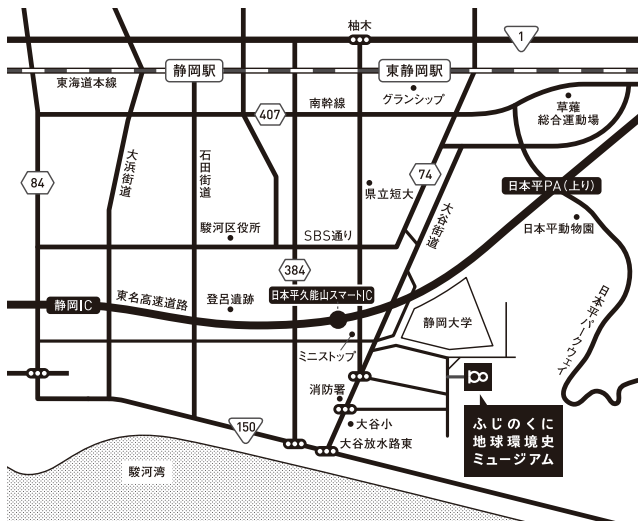 柚木
1
静岡駅
東静岡駅
東海道本線
グランシップ
南幹線
407
草薙
総合運動場
大浜街道
石田街道
84
74
県立短大
大谷街道
日本平PA(上り)
駿河区役所
SBS通り
日本平動物園
384
日本平久能山スマートIC
静岡IC
東名高速道路
登呂遺跡
静岡大学
日本平パークウェイ
ミニストップ
消防署
大谷小
150
大谷放水路東
ふじのくに
地球環境史
ミュージアム
駿河湾